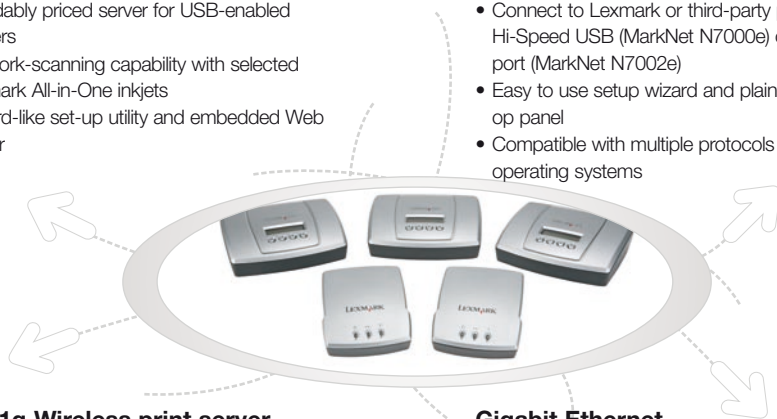 dably priced server for USB-enabled
ers
ork-scanning capability with selected
ark All-in-One inkjets
rd-like set-up utility and embedded Web
r
• Connect to Lexmark or third-party p
Hi-Speed USB (MarkNet N7000e) o
port (MarkNet N7002e)
• Easy to use setup wizard and plain
op panel
• Compatible with multiple protocols
operating systems
LEXMARK
LEXMARK
1g Wireless print server
Gigabit Ethernet